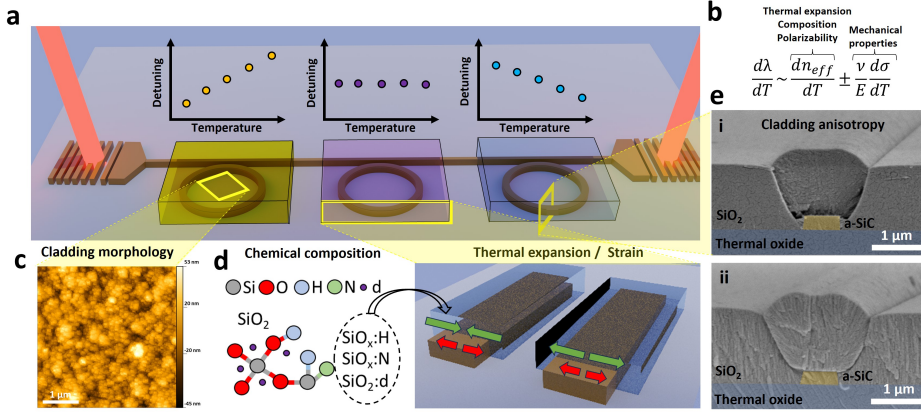 a
Detuning
Temperature
Detuning
Temperature
Detuning
Temperature
b
Thermal expansion
Composition
Polarizability
Mechanical
properties
dλ/dT ~ dn_eff/dT ± ν/E dσ/dT
c
Cladding morphology
53 nm
-20 nm
-45 nm
1 µm
d
Chemical composition
Si O H N d
SiO₂
SiOₓ:H
SiOₓ:N
SiO₂:d
Thermal expansion / Strain
e
i
Cladding anisotropy
SiO₂
a-SiC
Thermal oxide
1 µm
ii
SiO₂
a-SiC
Thermal oxide
1 µm